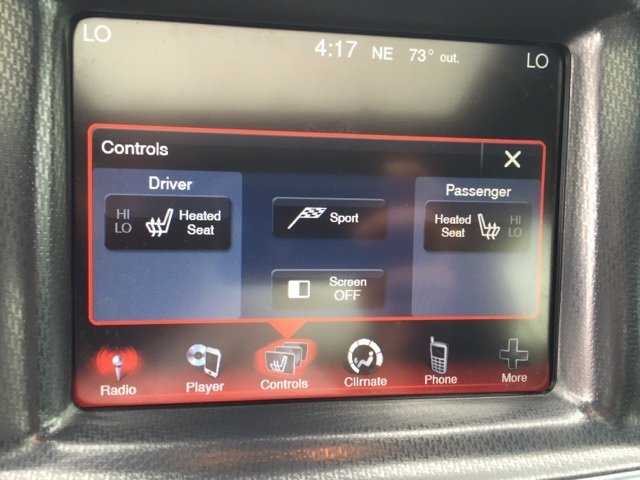 LO
4:17 NE 73° out.
LO
Controls
X
Driver
HI
LO
Heated
Seat
Sport
Screen
OFF
Passenger
Heated
Seat
HI
LO
Radio
Player
Controls
Climate
Phone
More